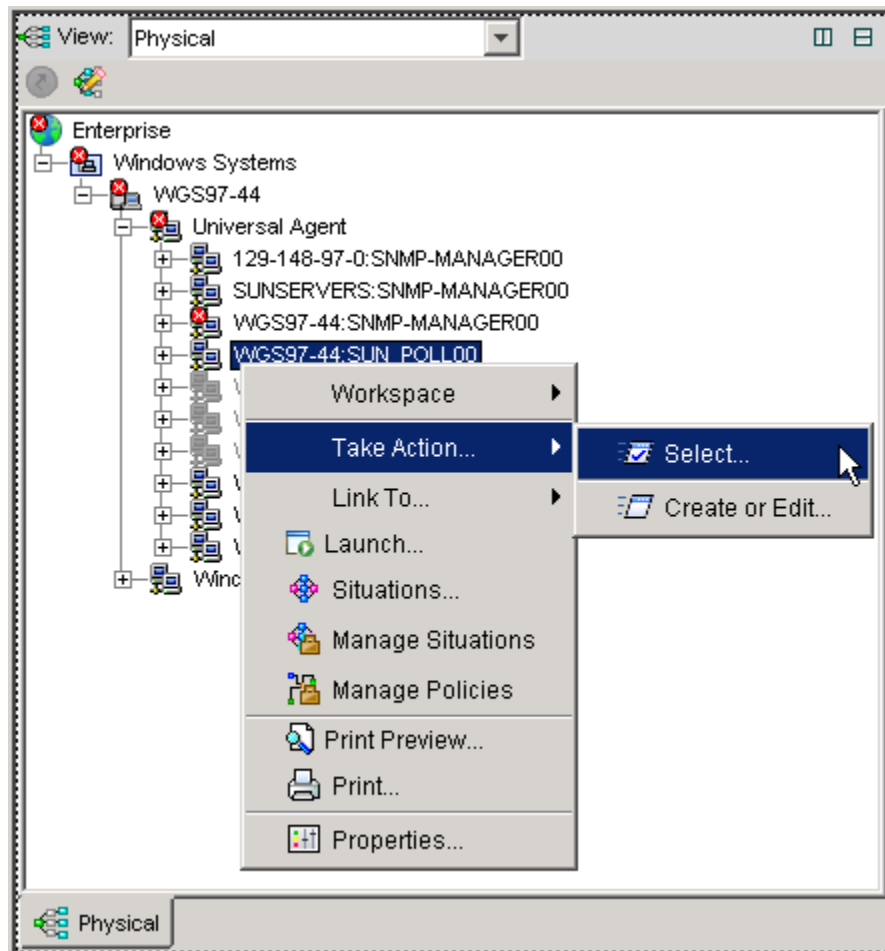 View: Physical
Enterprise
Windows Systems
WGS97-44
Universal Agent
129-148-97-0:SNMP-MANAGER00
SUNSERVERS:SNMP-MANAGER00
WGS97-44:SNMP-MANAGER00
WGS97-44:SUN_POLL00
Workspace
Take Action...
Select...
Link To...
Create or Edit...
Launch...
Situations...
Manage Situations
Manage Policies
Print Preview...
Print...
Properties...
Physical